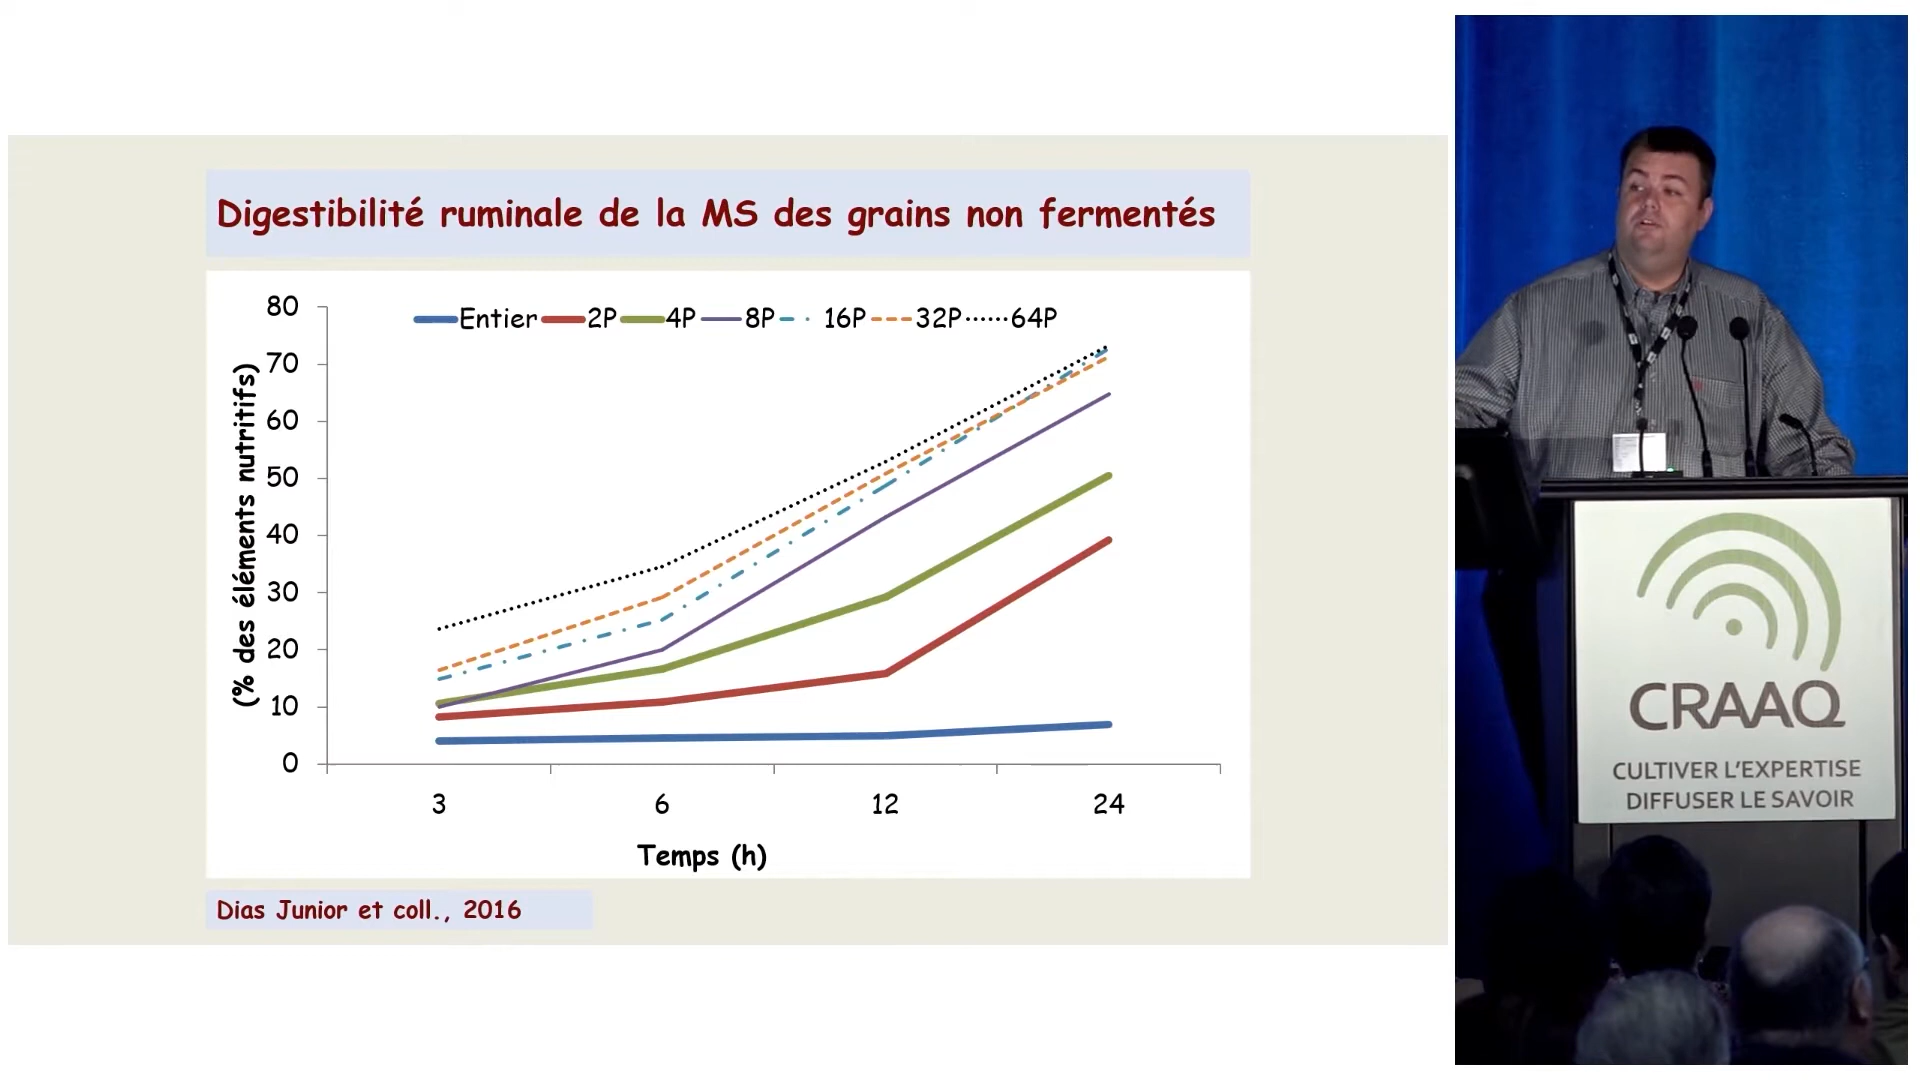 Digestibilité ruminale de la MS des grains non fermentés
80
70
60
50
40
30
20
10
0
(% des éléments nutritifs)
Entier 2P 4P 8P 16P 32P 64P
3 6 12 24
Temps (h)
Dias Junior et coll., 2016
CRAAQ
CULTIVER L'EXPERTISE
DIFFUSER LE SAVOIR